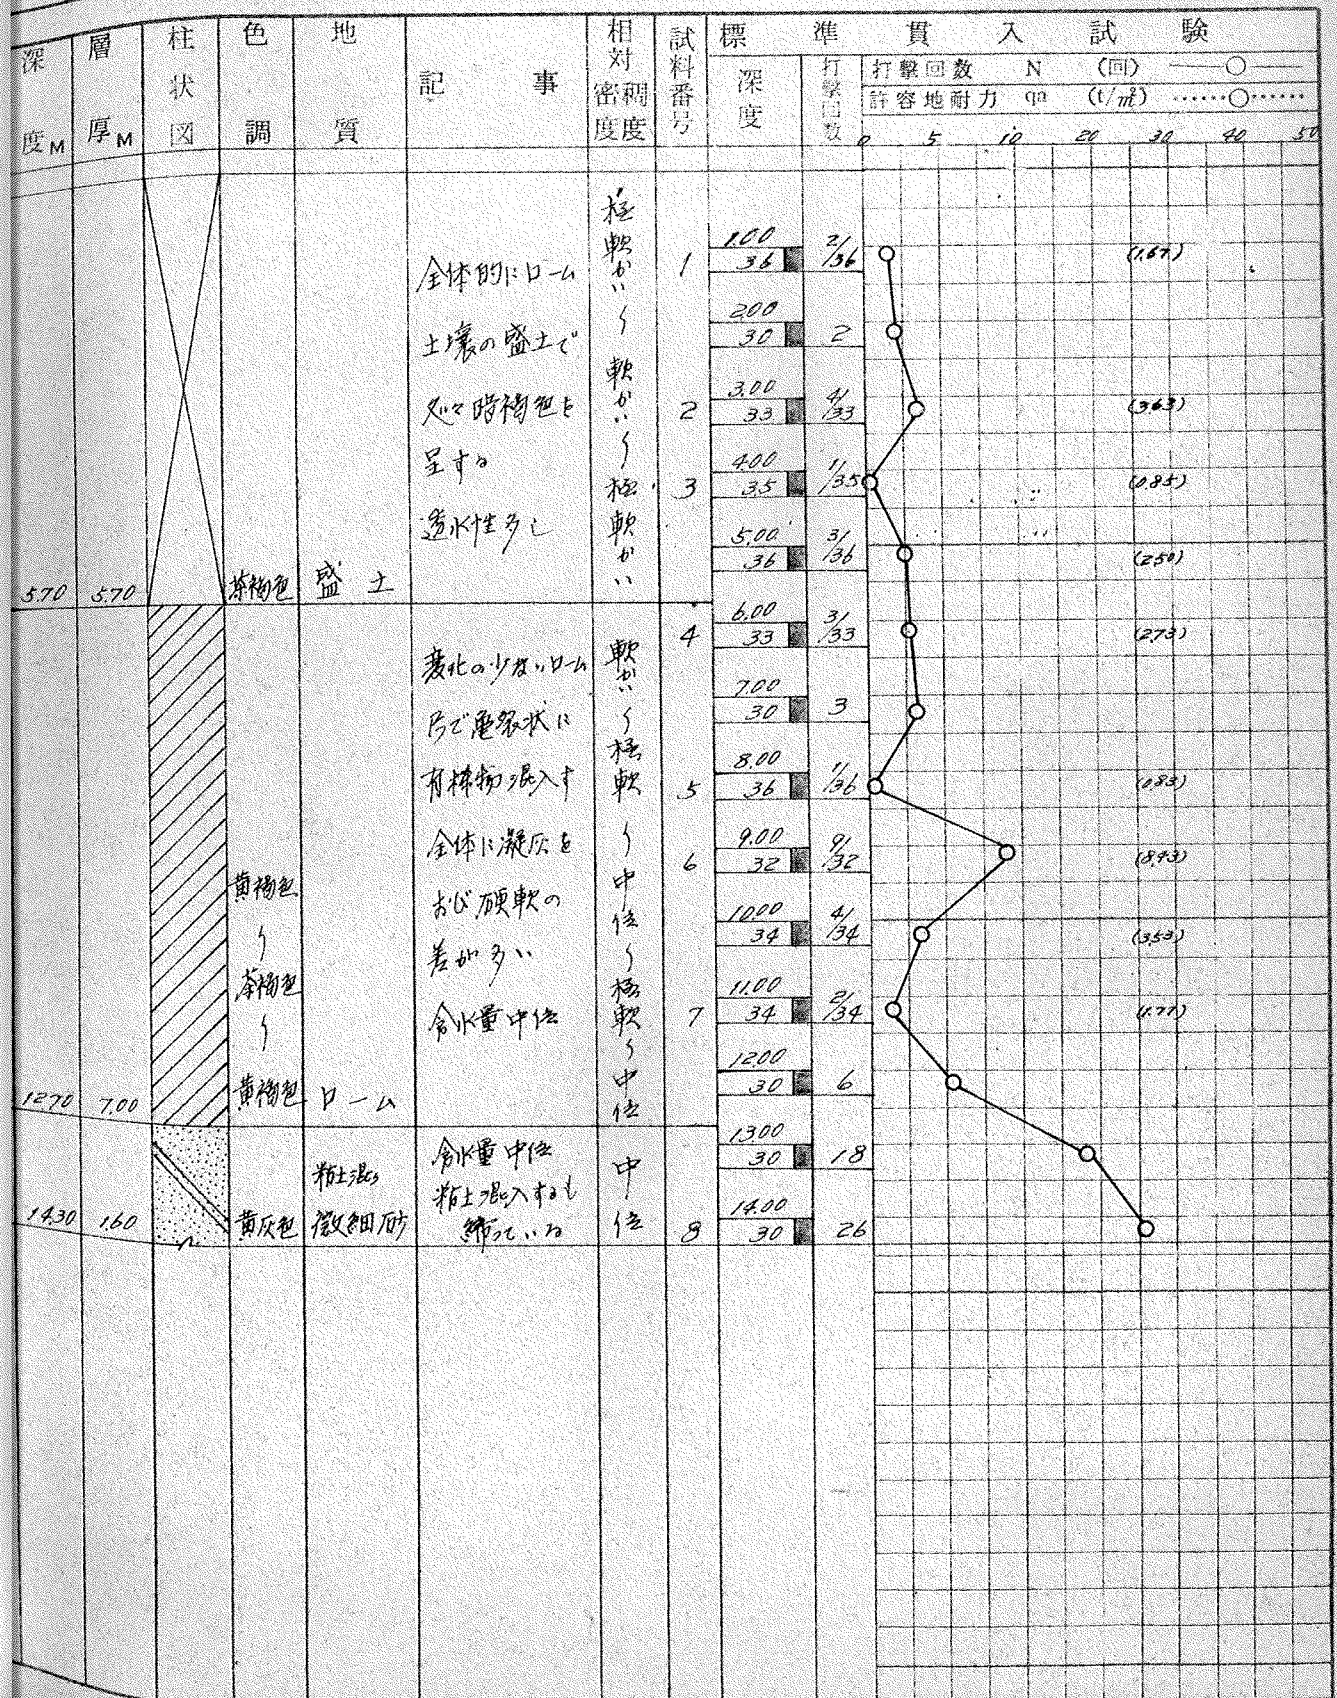 深度M 層厚M 柱状図 色調 地質 記事 相対密度稠度 試料番号 標準貫入試験
深度 打撃回数 打撃回数 N (回)
許容地耐力 qa (t/㎡)
0 5 10 20 30 40 50
5.70 5.70 茶褐色 盛土
全体的にローム
土壌の盛土で
処々暗褐色を
呈する
透水性多し
極軟かい〜軟かい〜極軟かい
12.70 7.00
黄褐色
〜
茶褐色
〜
黄褐色
ローム
変化の少ないローム
層で亀裂状に
有機物混入す
全体に凝灰を
おび硬軟の
差が多い
含水量中位
軟かい〜極軟〜中位〜極軟〜中位
14.30 1.60 黄灰色
粘土混り
微細砂
含水量中位
粘土混入するも
締っている
中位
1 1.00 36 2/36 (1.67)
2.00 30 2
2 3.00 33 4/33 (3.63)
3 4.00 35 1/35 (0.85)
5.00 36 3/36 (2.50)
4 6.00 33 3/33 (2.73)
7.00 30 3
5 8.00 36 1/36 (0.83)
6 9.00 32 9/32 (8.43)
10.00 34 4/34 (3.53)
7 11.00 34 2/34 (1.77)
12.00 30 6
13.00 30 18
8 14.00 30 26